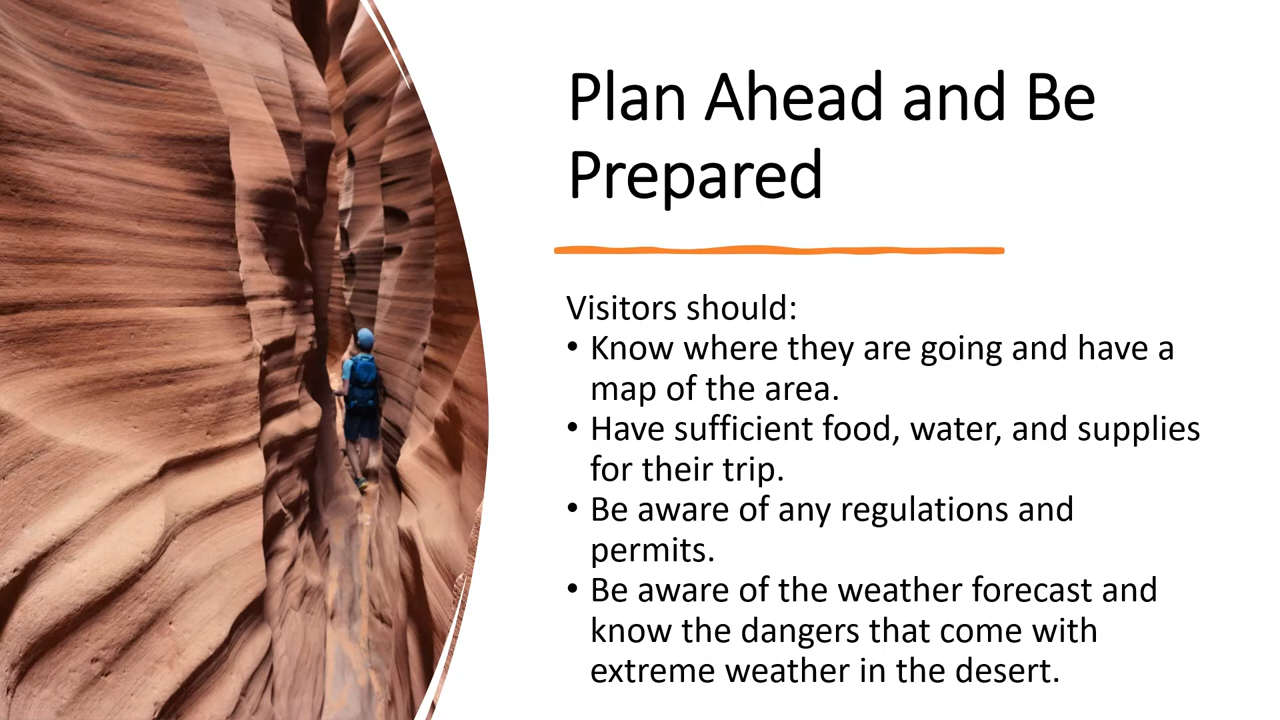 Plan Ahead and Be
Prepared
Visitors should:
• Know where they are going and have a
map of the area.
• Have sufficient food, water, and supplies
for their trip.
• Be aware of any regulations and
permits.
• Be aware of the weather forecast and
know the dangers that come with
extreme weather in the desert.